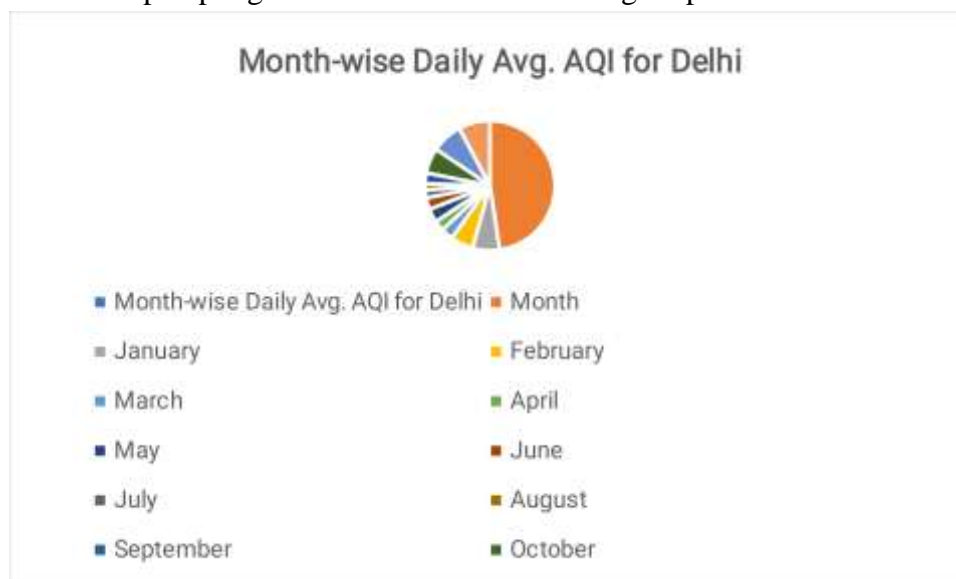 Month-wise Daily Avg. AQI for Delhi
Month-wise Daily Avg. AQI for Delhi Month
January February
March April
May June
July August
September October